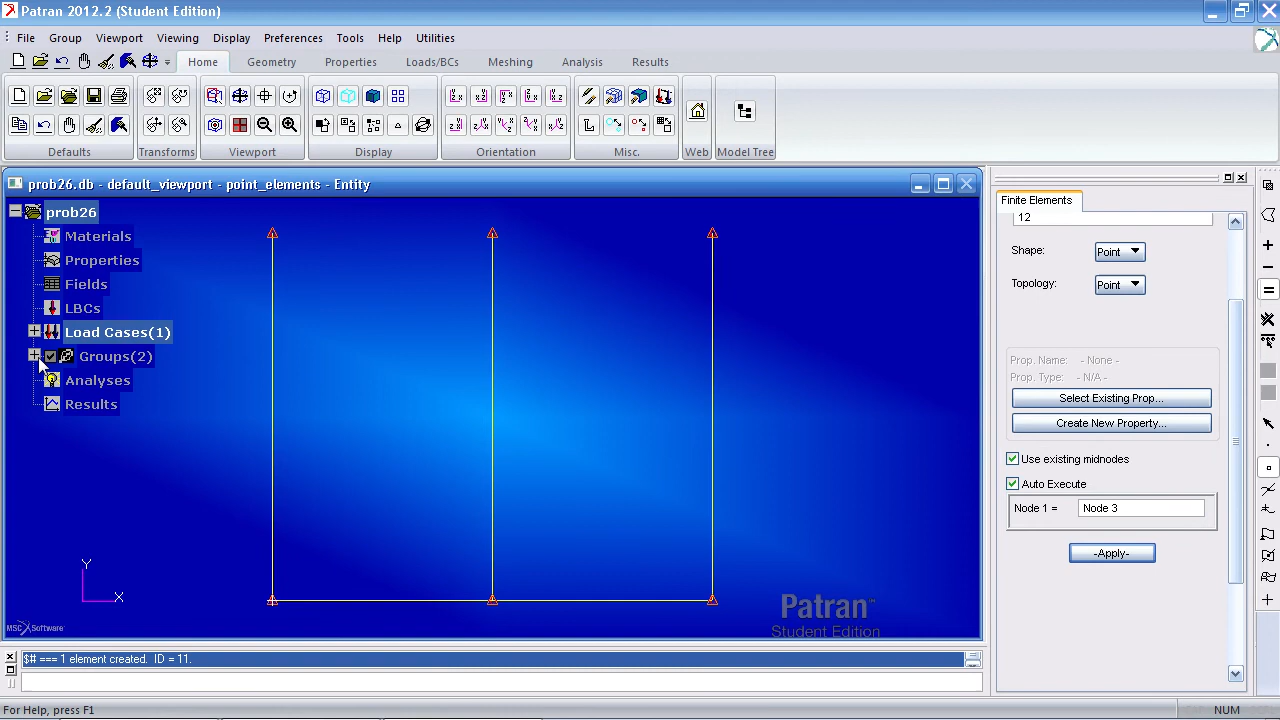 Patran 2012.2 (Student Edition)
File Group Viewport Viewing Display Preferences Tools Help Utilities
Home Geometry Properties Loads/BCs Meshing Analysis Results
Defaults Transforms Viewport Display Orientation Misc. Web Model Tree
prob26.db - default_viewport - point_elements - Entity
prob26
Materials
Properties
Fields
LBCs
Load Cases(1)
Groups(2)
Analyses
Results
Y
X
MSC Software
Patran™
Student Edition
Finite Elements
12
Shape: Point
Topology: Point
Prop. Name: - None -
Prop. Type: - N/A -
Select Existing Prop...
Create New Property...
Use existing midnodes
Auto Execute
Node 1 = Node 3
-Apply-
$# === 1 element created. ID = 11.
For Help, press F1
NUM